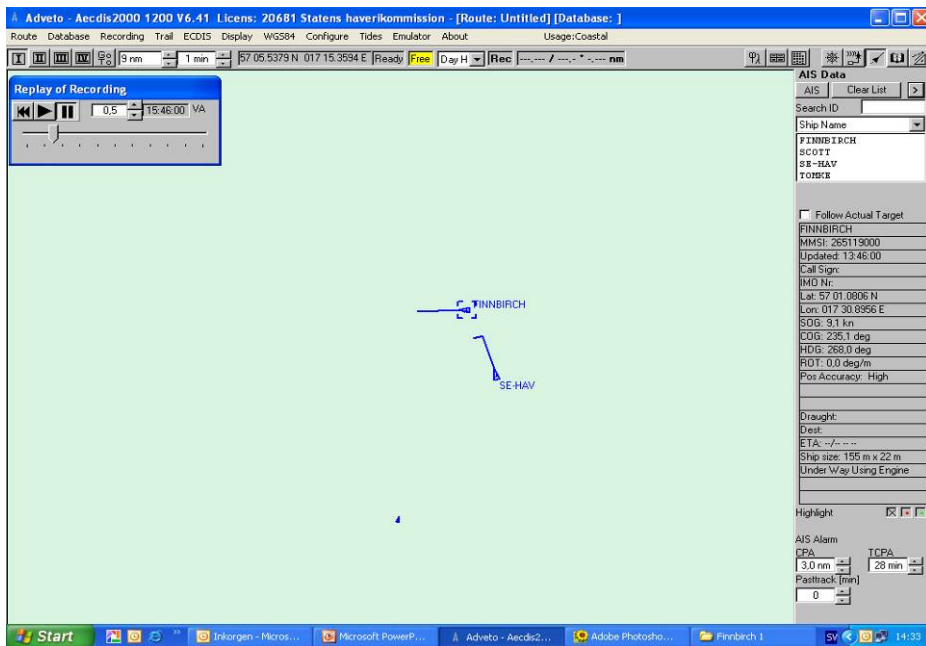 Adveto - Aecdis2000 1200 V6.41 Licens: 20681 Statens haverikommission - [Route: Untitled] [Database: ]
Route Database Recording Trail ECDIS Display WGS84 Configure Tides Emulator About Usage:Coastal
I II III IV 9 nm 1 min 57 05.5379 N 017 15.3594 E Ready Free Day H Rec ---,--- / ---,- ° -,--- nm
Replay of Recording
0,5 15:46:00 VA
FINNBIRCH
SE-HAV
AIS Data
AIS Clear List >
Search ID
Ship Name
FINNBIRCH
SCOTT
SE-HAV
TOMKE
Follow Actual Target
FINNBIRCH
MMSI: 265119000
Updated: 13:46:00
Call Sign:
IMO Nr:
Lat: 57 01.0806 N
Lon: 017 30.8956 E
SOG: 9,1 kn
COG: 235,1 deg
HDG: 268,0 deg
ROT: 0,0 deg/m
Pos Accuracy: High
Draught:
Dest:
ETA: --/-- -- --
Ship size: 155 m x 22 m
Under Way Using Engine
Highlight
AIS Alarm
CPA TCPA
3,0 nm 28 min
Pasttrack [min]
0
Start Inkorgen - Micros... Microsoft PowerP... Adveto - Aecdis2... Adobe Photosho... Finnbirch 1 SV 14:33